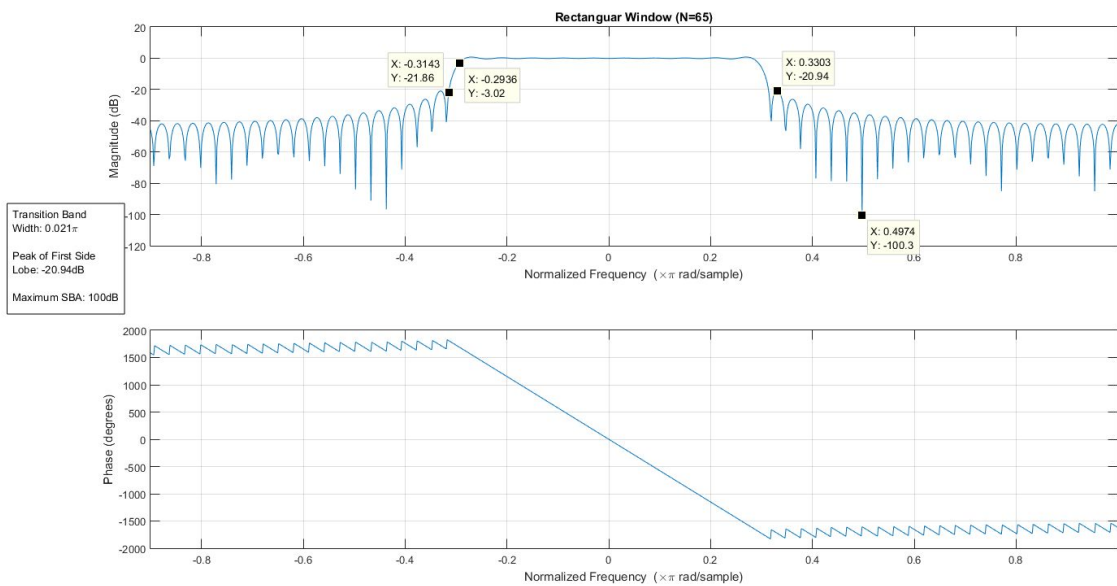 Rectanguar Window (N=65)
20
0
-20
-40
-60
-80
-100
-120
Magnitude (dB)
X: -0.3143
Y: -21.86
X: -0.2936
Y: -3.02
X: 0.3303
Y: -20.94
X: 0.4974
Y: -100.3
-0.8
-0.6
-0.4
-0.2
0
0.2
0.4
0.6
0.8
Normalized Frequency (×π rad/sample)
Transition Band
Width: 0.021π
Peak of First Side
Lobe: -20.94dB
Maximum SBA: 100dB
2000
1500
1000
500
0
-500
-1000
-1500
-2000
Phase (degrees)
-0.8
-0.6
-0.4
-0.2
0
0.2
0.4
0.6
0.8
Normalized Frequency (×π rad/sample)